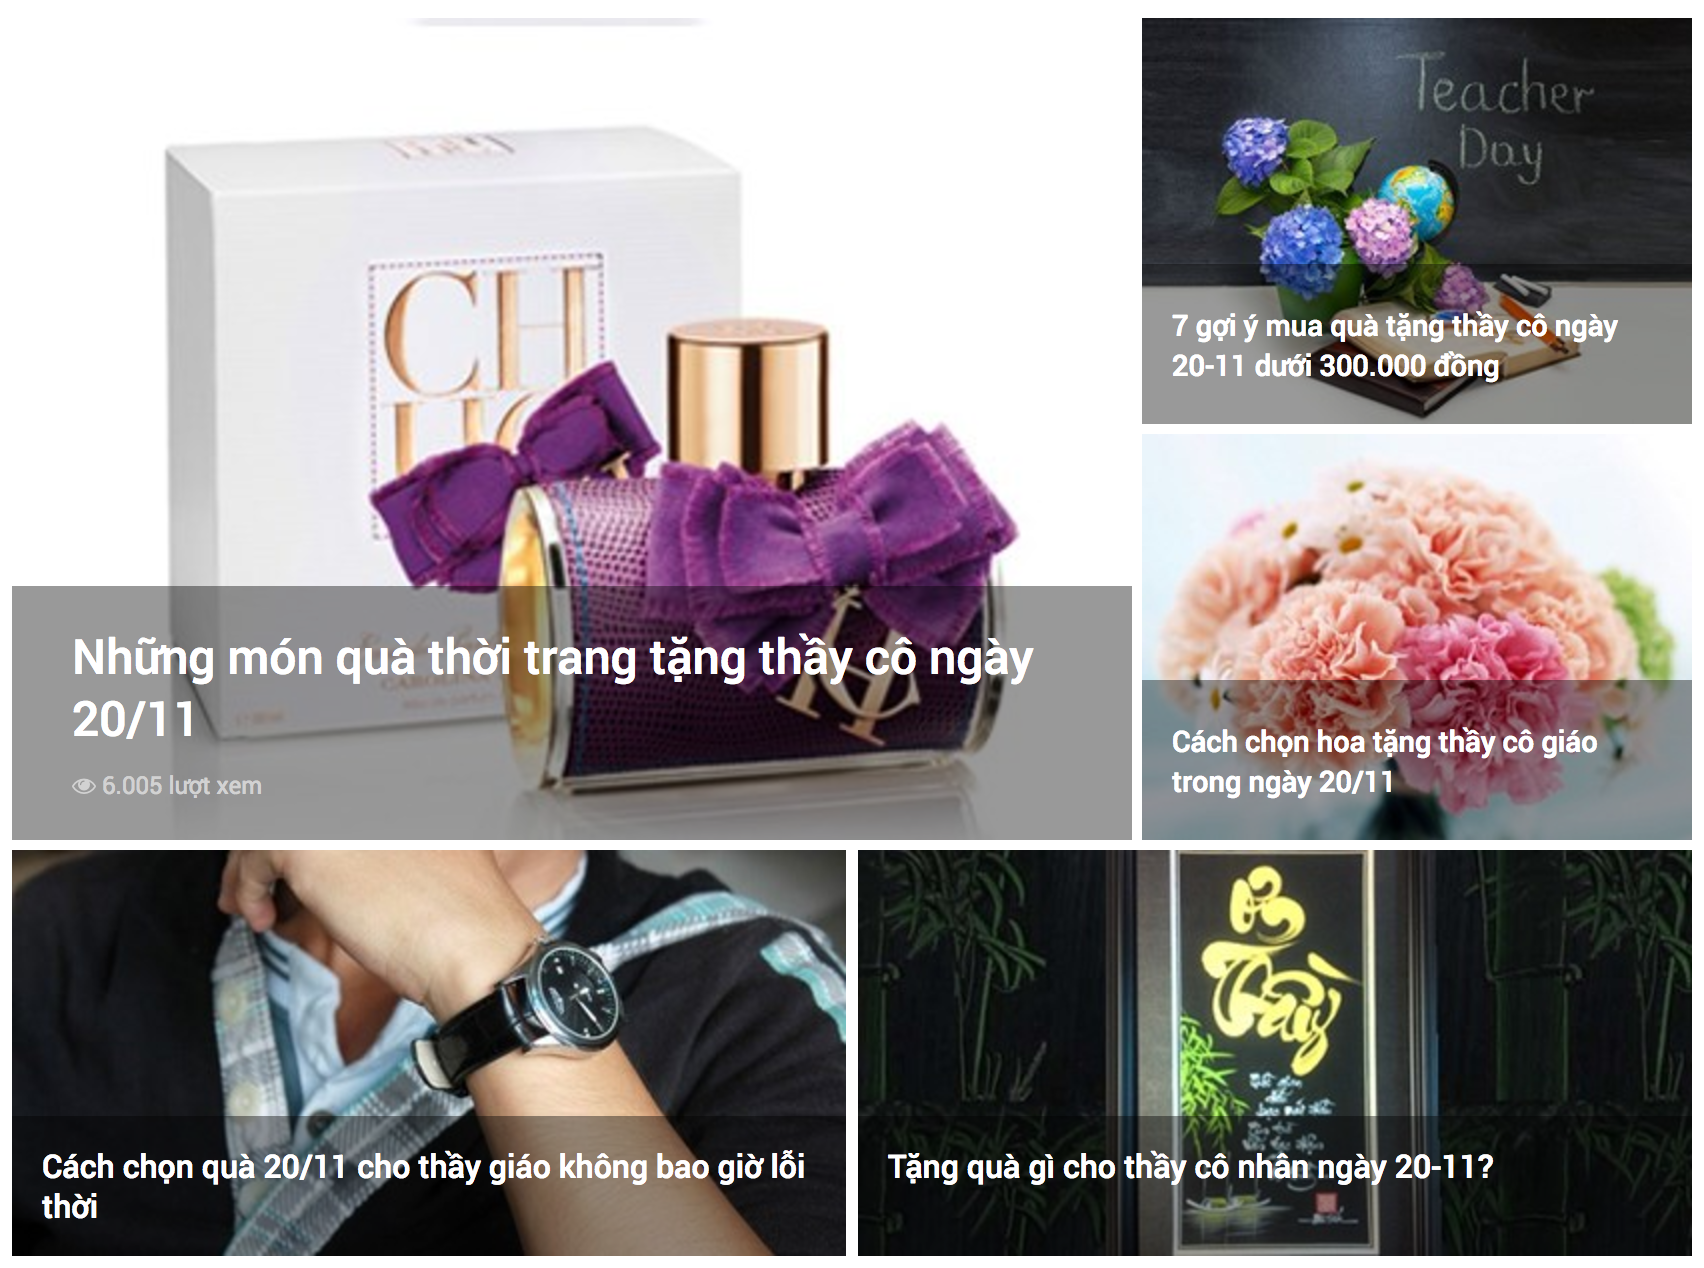 CH
Những món quà thời trang tặng thầy cô ngày
20/11
6.005 lượt xem
Teacher
Day
7 gợi ý mua quà tặng thầy cô ngày
20-11 dưới 300.000 đồng
Cách chọn hoa tặng thầy cô giáo
trong ngày 20/11
Cách chọn quà 20/11 cho thầy giáo không bao giờ lỗi
thời
Thầy
Tặng quà gì cho thầy cô nhân ngày 20-11?